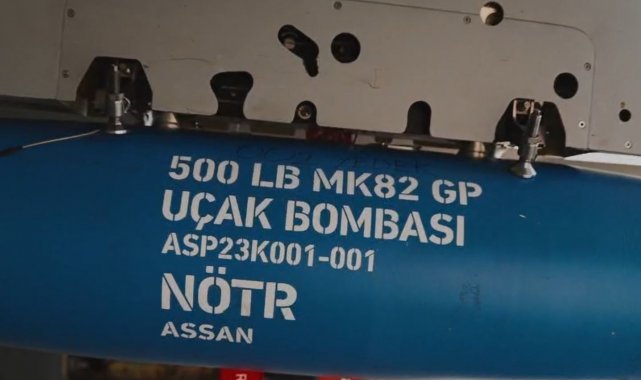 500 LB MK82 GP
UÇAK BOMBASI
ASP23K001-001
NÖTR
ASSAN